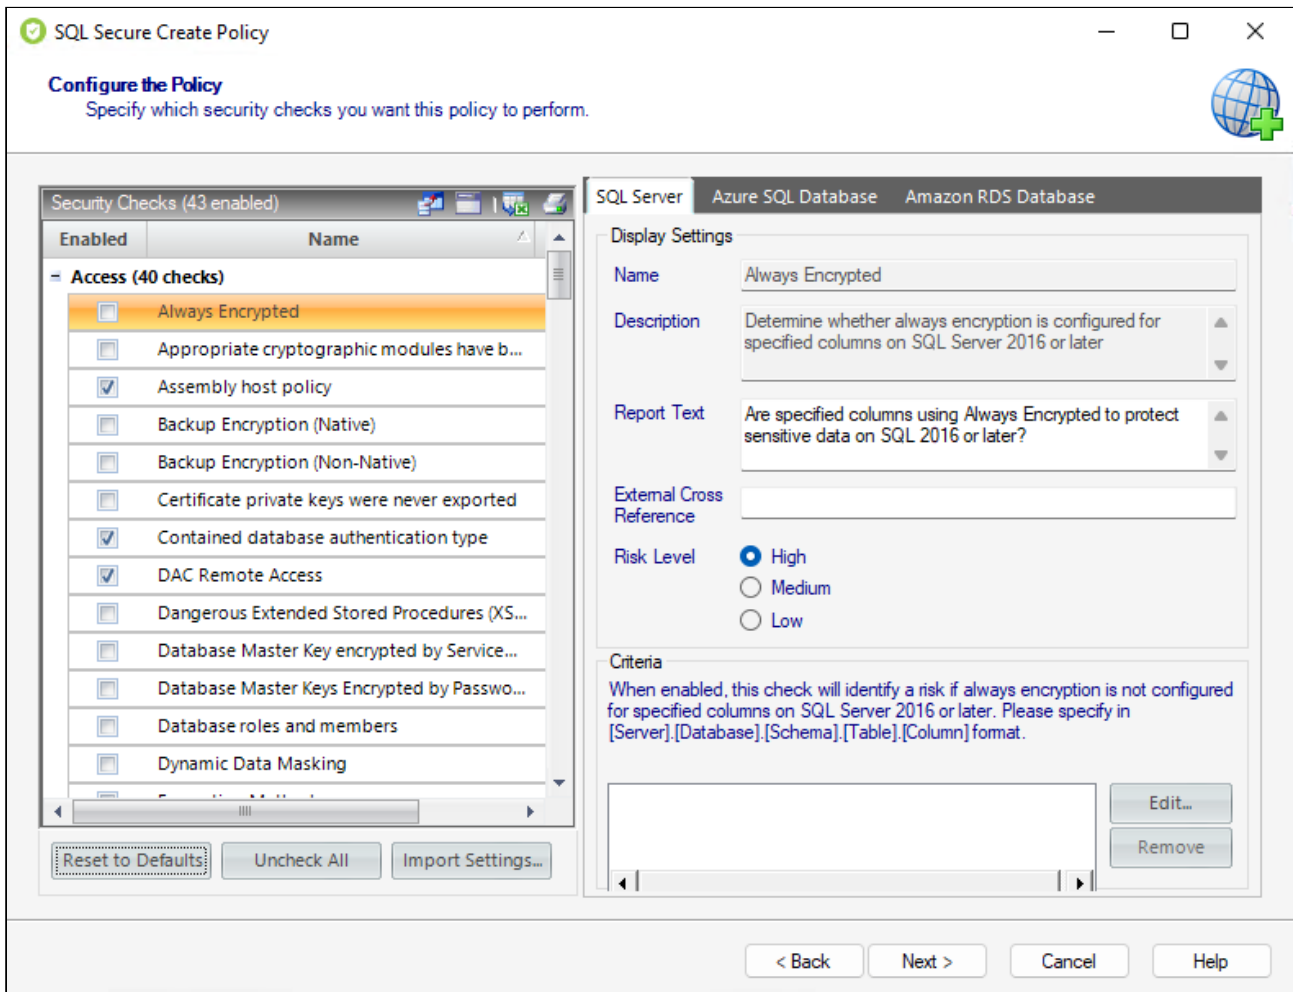 SQL Secure Create Policy
Configure the Policy
Specify which security checks you want this policy to perform.
Security Checks (43 enabled)
Enabled Name
Access (40 checks)
Always Encrypted
Appropriate cryptographic modules have b...
Assembly host policy
Backup Encryption (Native)
Backup Encryption (Non-Native)
Certificate private keys were never exported
Contained database authentication type
DAC Remote Access
Dangerous Extended Stored Procedures (XS...
Database Master Key encrypted by Service...
Database Master Keys Encrypted by Passwo...
Database roles and members
Dynamic Data Masking
Reset to Defaults Uncheck All Import Settings...
SQL Server Azure SQL Database Amazon RDS Database
Display Settings
Name Always Encrypted
Description Determine whether always encryption is configured for
specified columns on SQL Server 2016 or later
Report Text Are specified columns using Always Encrypted to protect
sensitive data on SQL 2016 or later?
External Cross
Reference
Risk Level High
Medium
Low
Criteria
When enabled, this check will identify a risk if always encryption is not configured
for specified columns on SQL Server 2016 or later. Please specify in
[Server].[Database].[Schema].[Table].[Column] format.
Edit...
Remove
< Back Next > Cancel Help